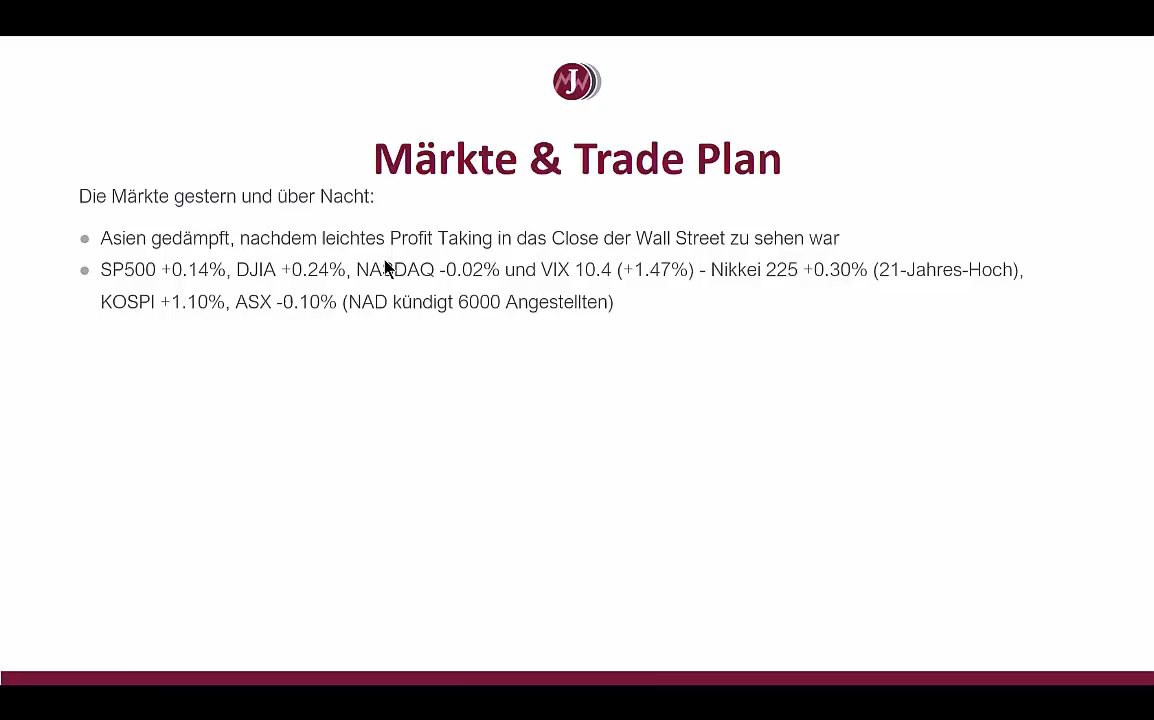 J
Märkte & Trade Plan
Die Märkte gestern und über Nacht:
Asien gedämpft, nachdem leichtes Profit Taking in das Close der Wall Street zu sehen war
SP500 +0.14%, DJIA +0.24%, NASDAQ -0.02% und VIX 10.4 (+1.47%) - Nikkei 225 +0.30% (21-Jahres-Hoch),
KOSPI +1.10%, ASX -0.10% (NAD kündigt 6000 Angestellten)